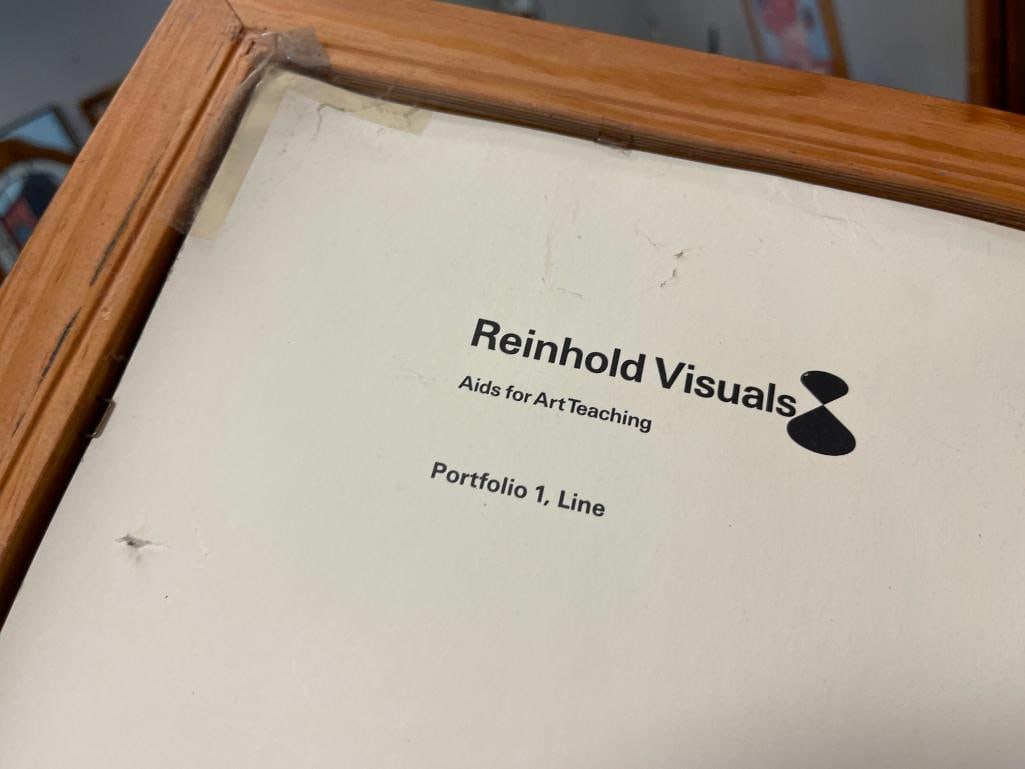 Reinhold Visuals
Aids for Art Teaching
Portfolio 1, Line